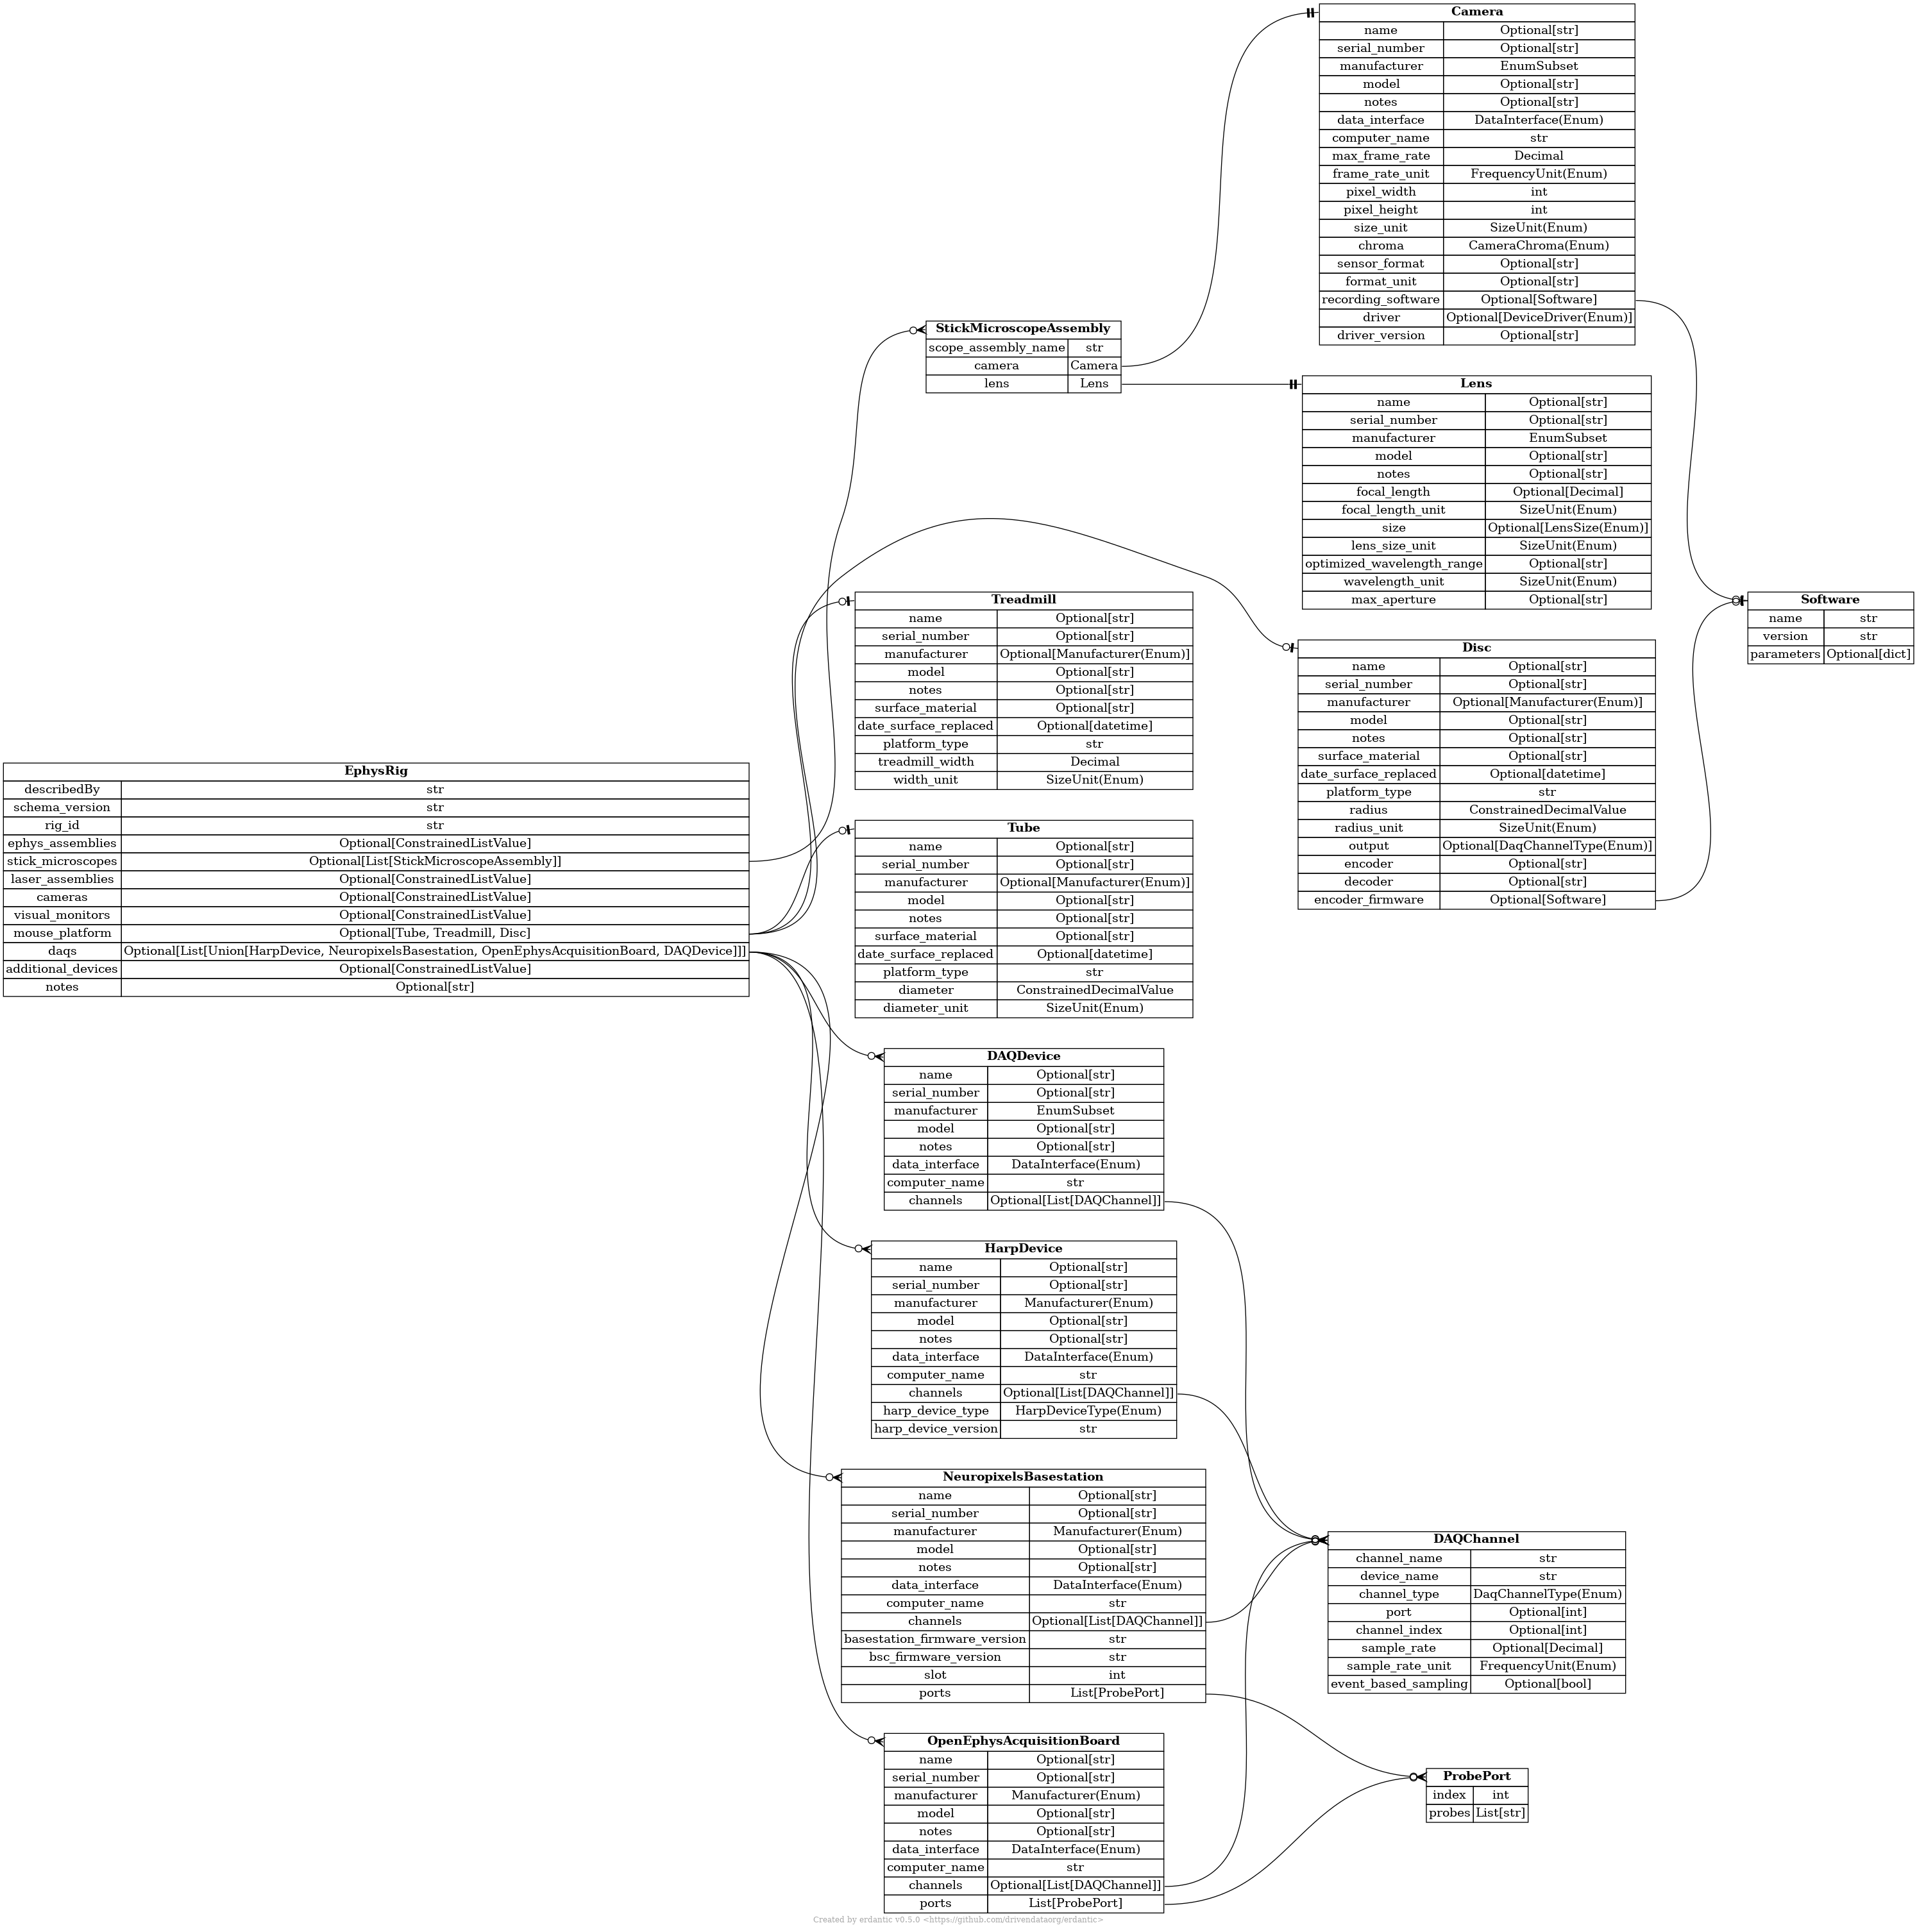 Camera
name Optional[str]
serial_number Optional[str]
manufacturer EnumSubset
model Optional[str]
notes Optional[str]
data_interface DataInterface(Enum)
computer_name str
max_frame_rate Decimal
frame_rate_unit FrequencyUnit(Enum)
pixel_width int
pixel_height int
size_unit SizeUnit(Enum)
chroma CameraChroma(Enum)
sensor_format Optional[str]
format_unit Optional[str]
recording_software Optional[Software]
driver Optional[DeviceDriver(Enum)]
driver_version Optional[str]
StickMicroscopeAssembly
scope_assembly_name str
camera Camera
lens Lens
Lens
name Optional[str]
serial_number Optional[str]
manufacturer EnumSubset
model Optional[str]
notes Optional[str]
focal_length Optional[Decimal]
focal_length_unit SizeUnit(Enum)
size Optional[LensSize(Enum)]
lens_size_unit SizeUnit(Enum)
optimized_wavelength_range Optional[str]
wavelength_unit SizeUnit(Enum)
max_aperture Optional[str]
Software
name str
version str
parameters Optional[dict]
Treadmill
name Optional[str]
serial_number Optional[str]
manufacturer Optional[Manufacturer(Enum)]
model Optional[str]
notes Optional[str]
surface_material Optional[str]
date_surface_replaced Optional[datetime]
platform_type str
treadmill_width Decimal
width_unit SizeUnit(Enum)
Disc
name Optional[str]
serial_number Optional[str]
manufacturer Optional[Manufacturer(Enum)]
model Optional[str]
notes Optional[str]
surface_material Optional[str]
date_surface_replaced Optional[datetime]
platform_type str
radius ConstrainedDecimalValue
radius_unit SizeUnit(Enum)
output Optional[DaqChannelType(Enum)]
encoder Optional[str]
decoder Optional[str]
encoder_firmware Optional[Software]
EphysRig
describedBy str
schema_version str
rig_id str
ephys_assemblies Optional[ConstrainedListValue]
stick_microscopes Optional[List[StickMicroscopeAssembly]]
laser_assemblies Optional[ConstrainedListValue]
cameras Optional[ConstrainedListValue]
visual_monitors Optional[ConstrainedListValue]
mouse_platform Optional[Tube, Treadmill, Disc]
daqs Optional[List[Union[HarpDevice, NeuropixelsBasestation, OpenEphysAcquisitionBoard, DAQDevice]]]
additional_devices Optional[ConstrainedListValue]
notes Optional[str]
Tube
name Optional[str]
serial_number Optional[str]
manufacturer Optional[Manufacturer(Enum)]
model Optional[str]
notes Optional[str]
surface_material Optional[str]
date_surface_replaced Optional[datetime]
platform_type str
diameter ConstrainedDecimalValue
diameter_unit SizeUnit(Enum)
DAQDevice
name Optional[str]
serial_number Optional[str]
manufacturer EnumSubset
model Optional[str]
notes Optional[str]
data_interface DataInterface(Enum)
computer_name str
channels Optional[List[DAQChannel]]
HarpDevice
name Optional[str]
serial_number Optional[str]
manufacturer Manufacturer(Enum)
model Optional[str]
notes Optional[str]
data_interface DataInterface(Enum)
computer_name str
channels Optional[List[DAQChannel]]
harp_device_type HarpDeviceType(Enum)
harp_device_version str
NeuropixelsBasestation
name Optional[str]
serial_number Optional[str]
manufacturer Manufacturer(Enum)
model Optional[str]
notes Optional[str]
data_interface DataInterface(Enum)
computer_name str
channels Optional[List[DAQChannel]]
basestation_firmware_version str
bsc_firmware_version str
slot int
ports List[ProbePort]
DAQChannel
channel_name str
device_name str
channel_type DaqChannelType(Enum)
port Optional[int]
channel_index Optional[int]
sample_rate Optional[Decimal]
sample_rate_unit FrequencyUnit(Enum)
event_based_sampling Optional[bool]
OpenEphysAcquisitionBoard
name Optional[str]
serial_number Optional[str]
manufacturer Manufacturer(Enum)
model Optional[str]
notes Optional[str]
data_interface DataInterface(Enum)
computer_name str
channels Optional[List[DAQChannel]]
ports List[ProbePort]
ProbePort
index int
probes List[str]
Created by erdantic v0.5.0 <https://github.com/drivendataorg/erdantic>